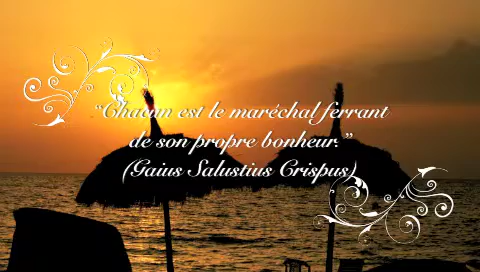 “Chacun est le maréchal ferrant
de son propre bonheur.”
(Gaius Salustius Crispus)